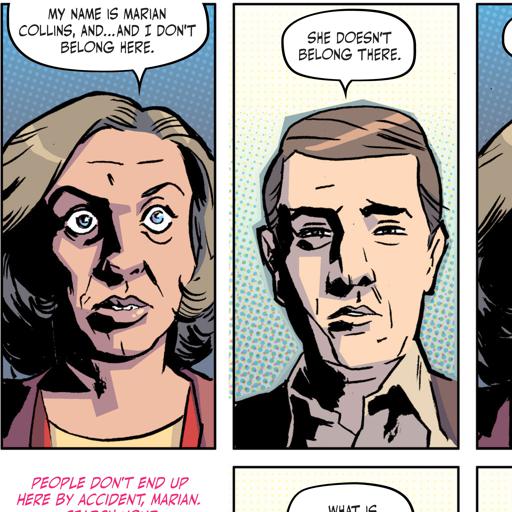 MY NAME IS MARIAN
COLLINS, AND...AND I DON'T
BELONG HERE.
SHE DOESN'T
BELONG THERE.
PEOPLE DON'T END UP
HERE BY ACCIDENT, MARIAN.
WHAT IS